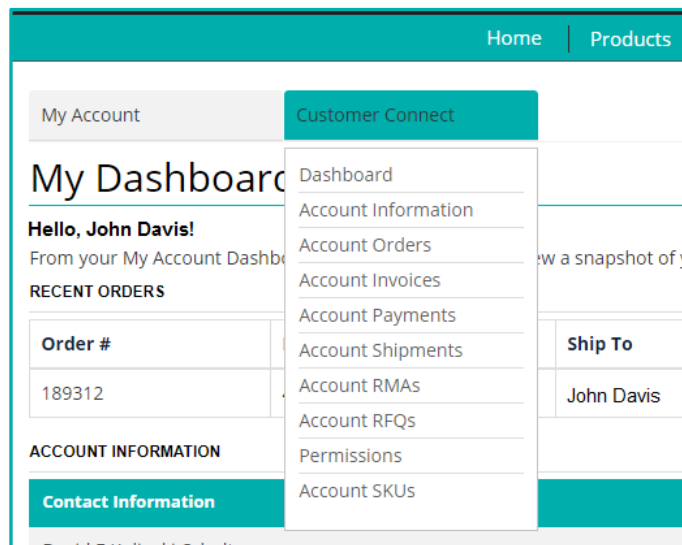 Home Products
My Account Customer Connect
My Dashboard
Dashboard
Account Information
Account Orders
Account Invoices
Account Payments
Account Shipments
Account RMAs
Account RFQs
Permissions
Account SKUs
Hello, John Davis!
From your My Account Dashb ew a snapshot of
RECENT ORDERS
Order # Ship To
189312 John Davis
ACCOUNT INFORMATION
Contact Information